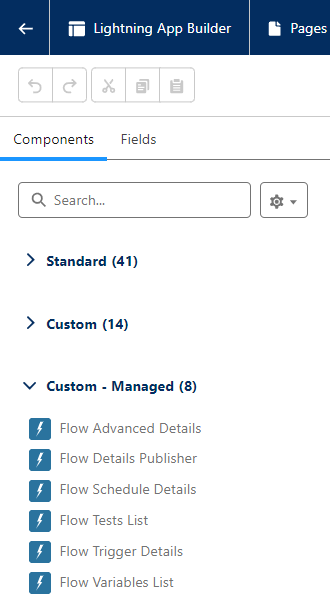 Lightning App Builder
Pages
Components
Fields
Search...
Standard (41)
Custom (14)
Custom - Managed (8)
Flow Advanced Details
Flow Details Publisher
Flow Schedule Details
Flow Tests List
Flow Trigger Details
Flow Variables List